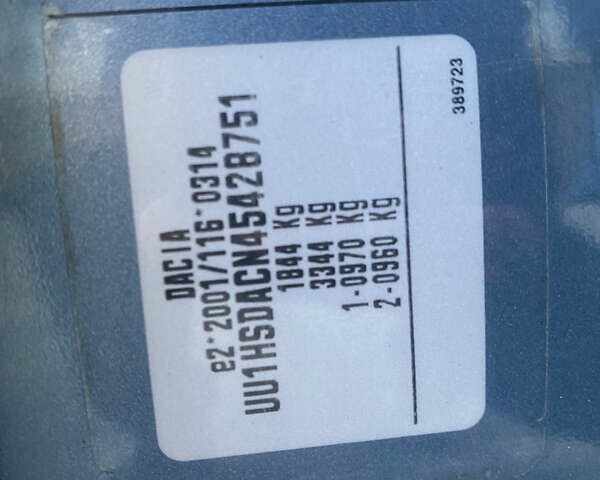 DACIA
e2*2001/116*0314
UU1HSDACN45428751
1844 Kg
3344 Kg
1-0970 Kg
2-0960 Kg
389723